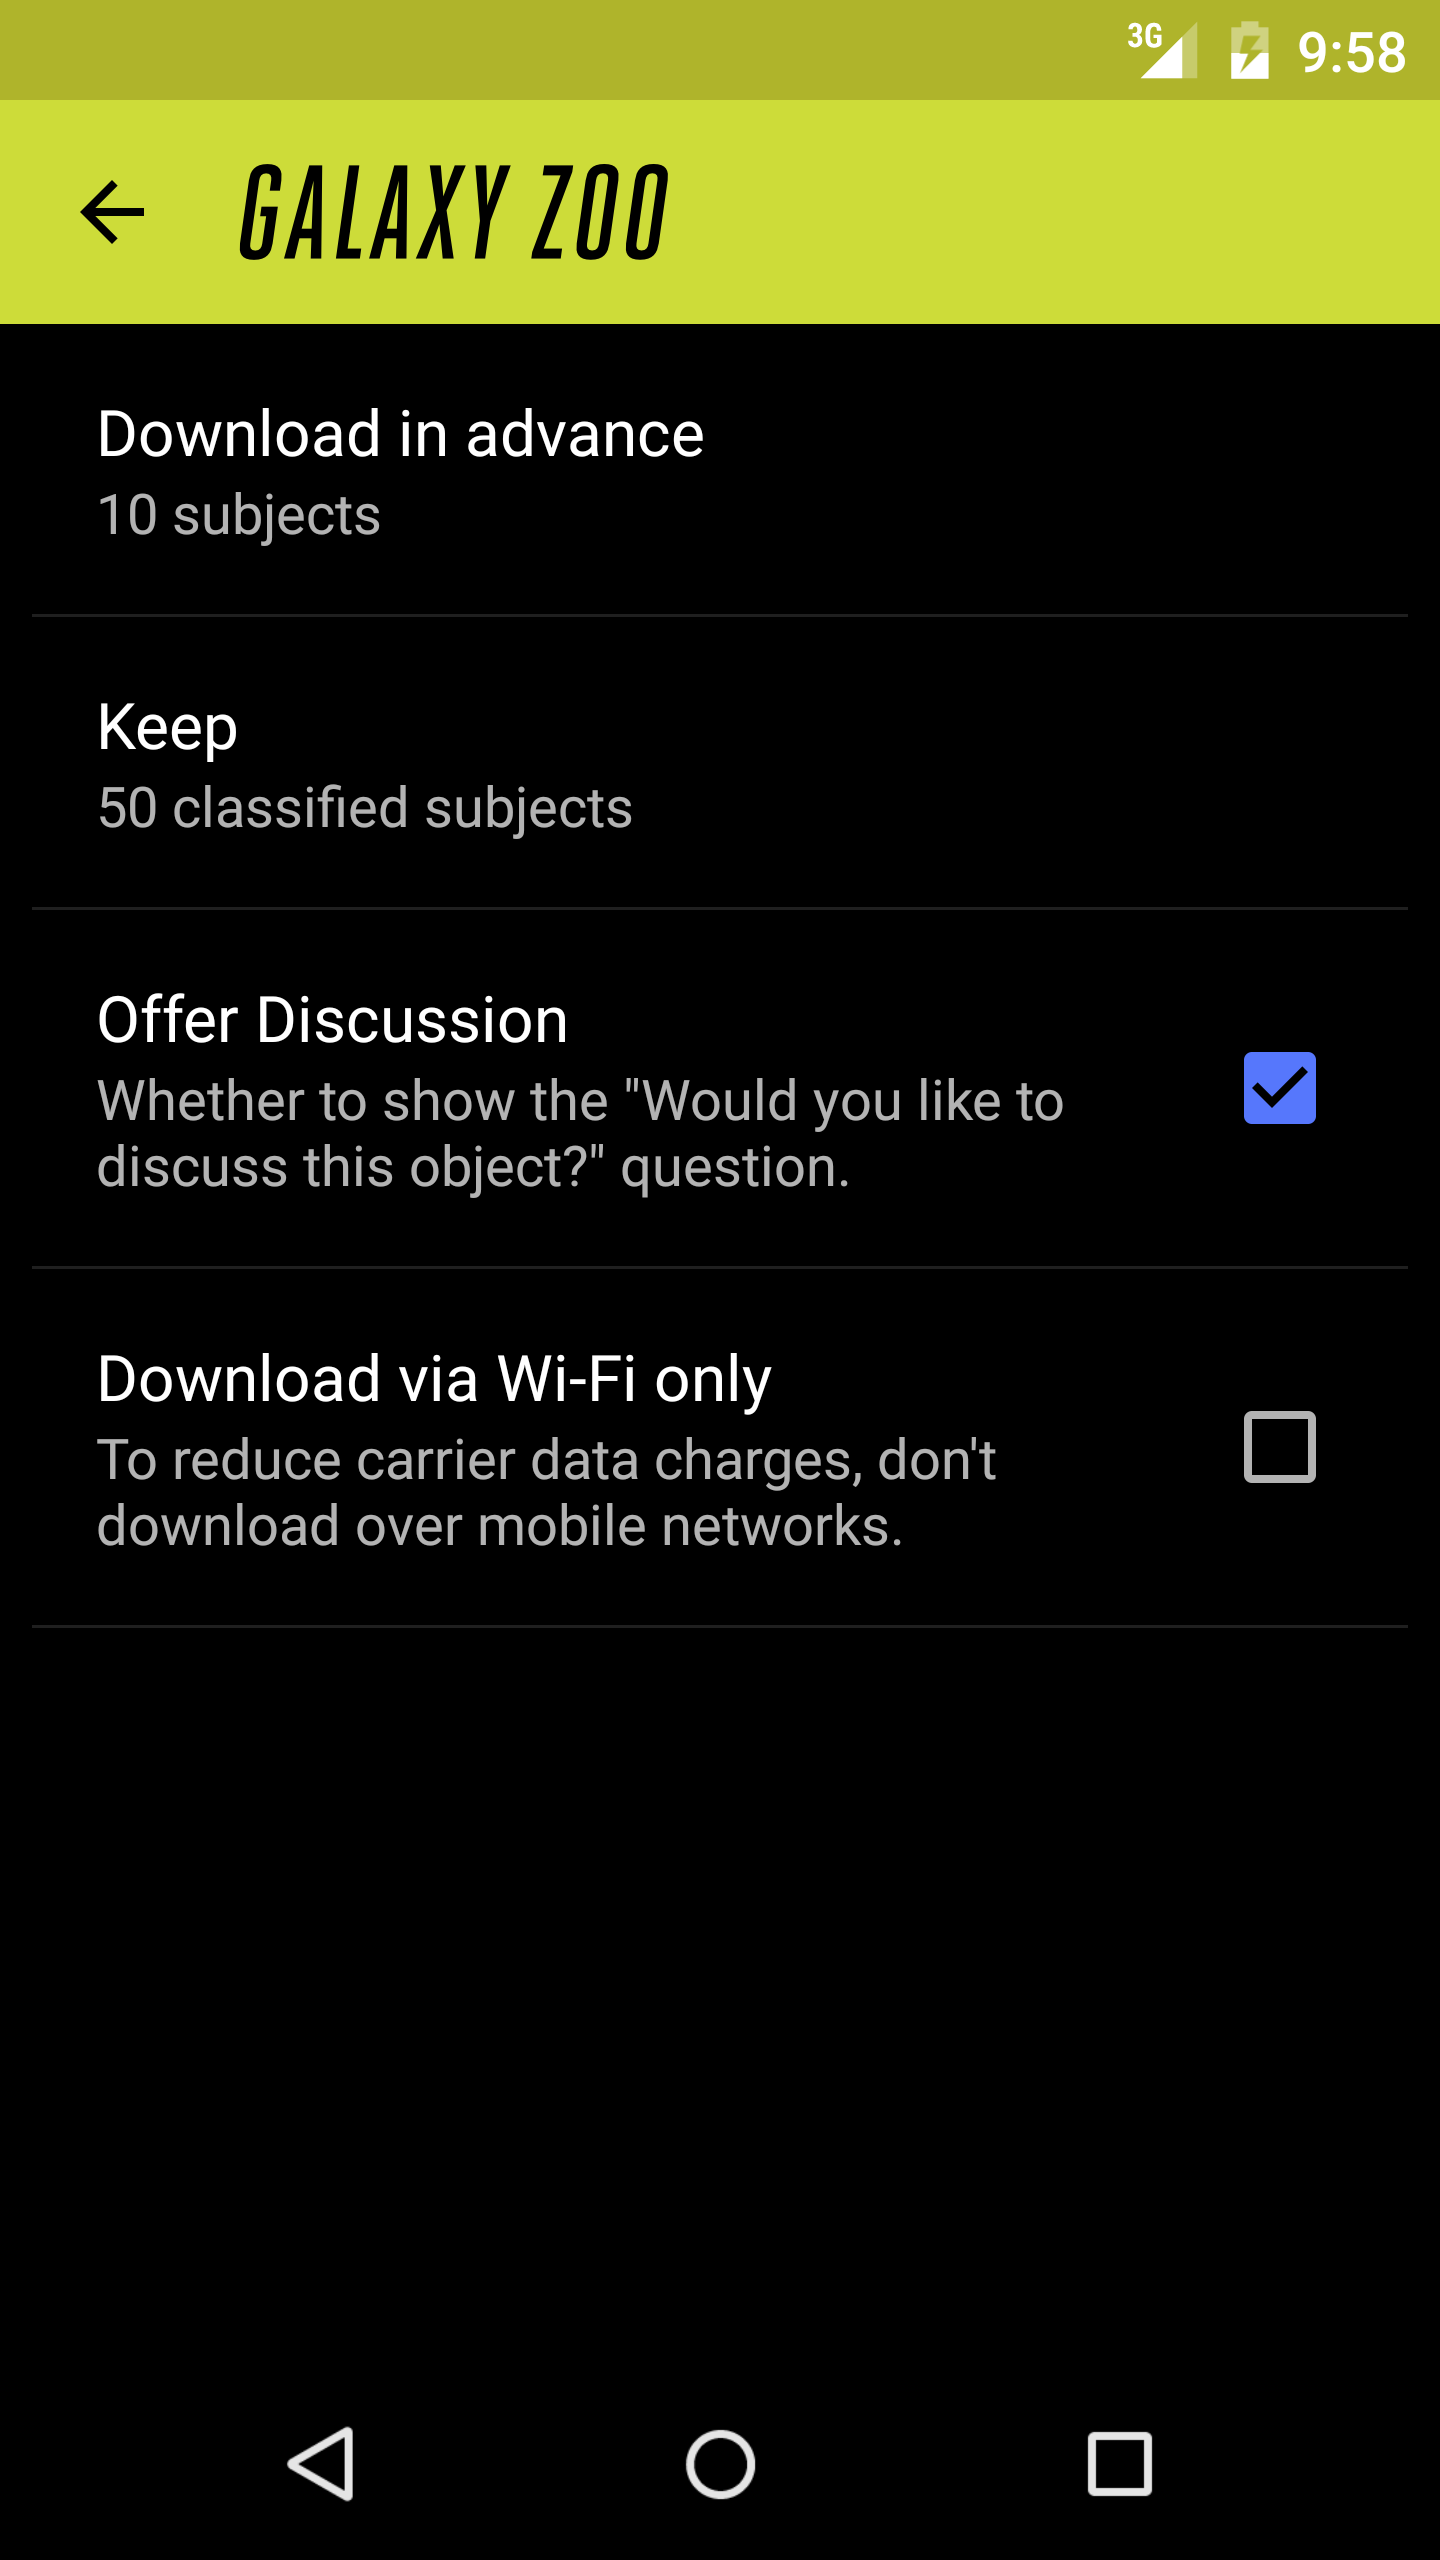 3G 9:58
GALAXY ZOO
Download in advance
10 subjects
Keep
50 classified subjects
Offer Discussion
Whether to show the "Would you like to
discuss this object?" question.
Download via Wi-Fi only
To reduce carrier data charges, don't
download over mobile networks.